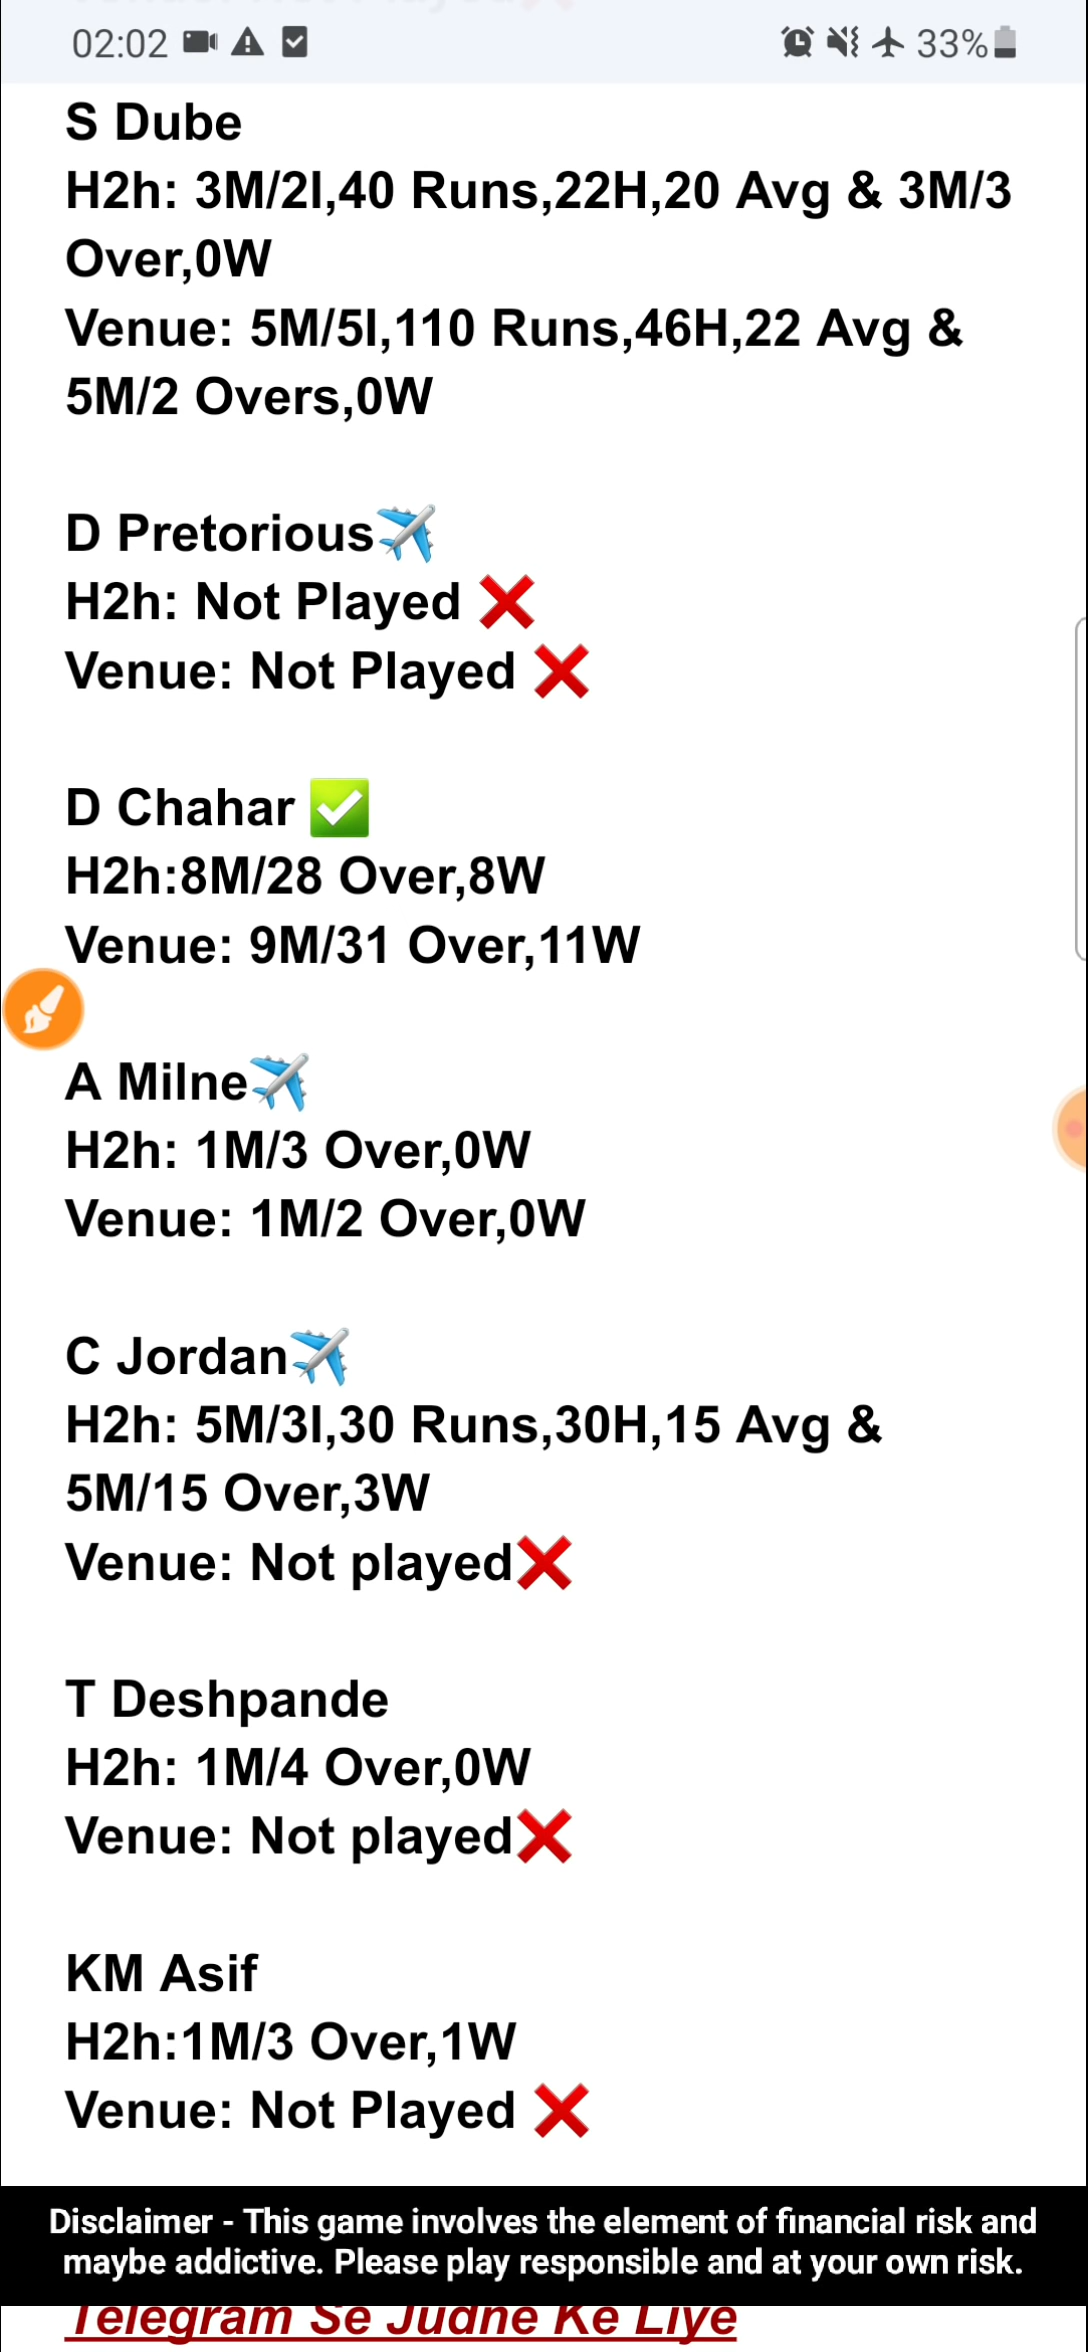 02:02
33%
S Dube
H2h: 3M/2I,40 Runs,22H,20 Avg & 3M/3
Over,0W
Venue: 5M/5I,110 Runs,46H,22 Avg &
5M/2 Overs,0W
D Pretorious✈️
H2h: Not Played ❌
Venue: Not Played ❌
D Chahar ✅
H2h:8M/28 Over,8W
Venue: 9M/31 Over,11W
A Milne✈️
H2h: 1M/3 Over,0W
Venue: 1M/2 Over,0W
C Jordan✈️
H2h: 5M/3I,30 Runs,30H,15 Avg &
5M/15 Over,3W
Venue: Not played❌
T Deshpande
H2h: 1M/4 Over,0W
Venue: Not played❌
KM Asif
H2h:1M/3 Over,1W
Venue: Not Played ❌
Disclaimer - This game involves the element of financial risk and
maybe addictive. Please play responsible and at your own risk.
Telegram Se Judne Ke Liye